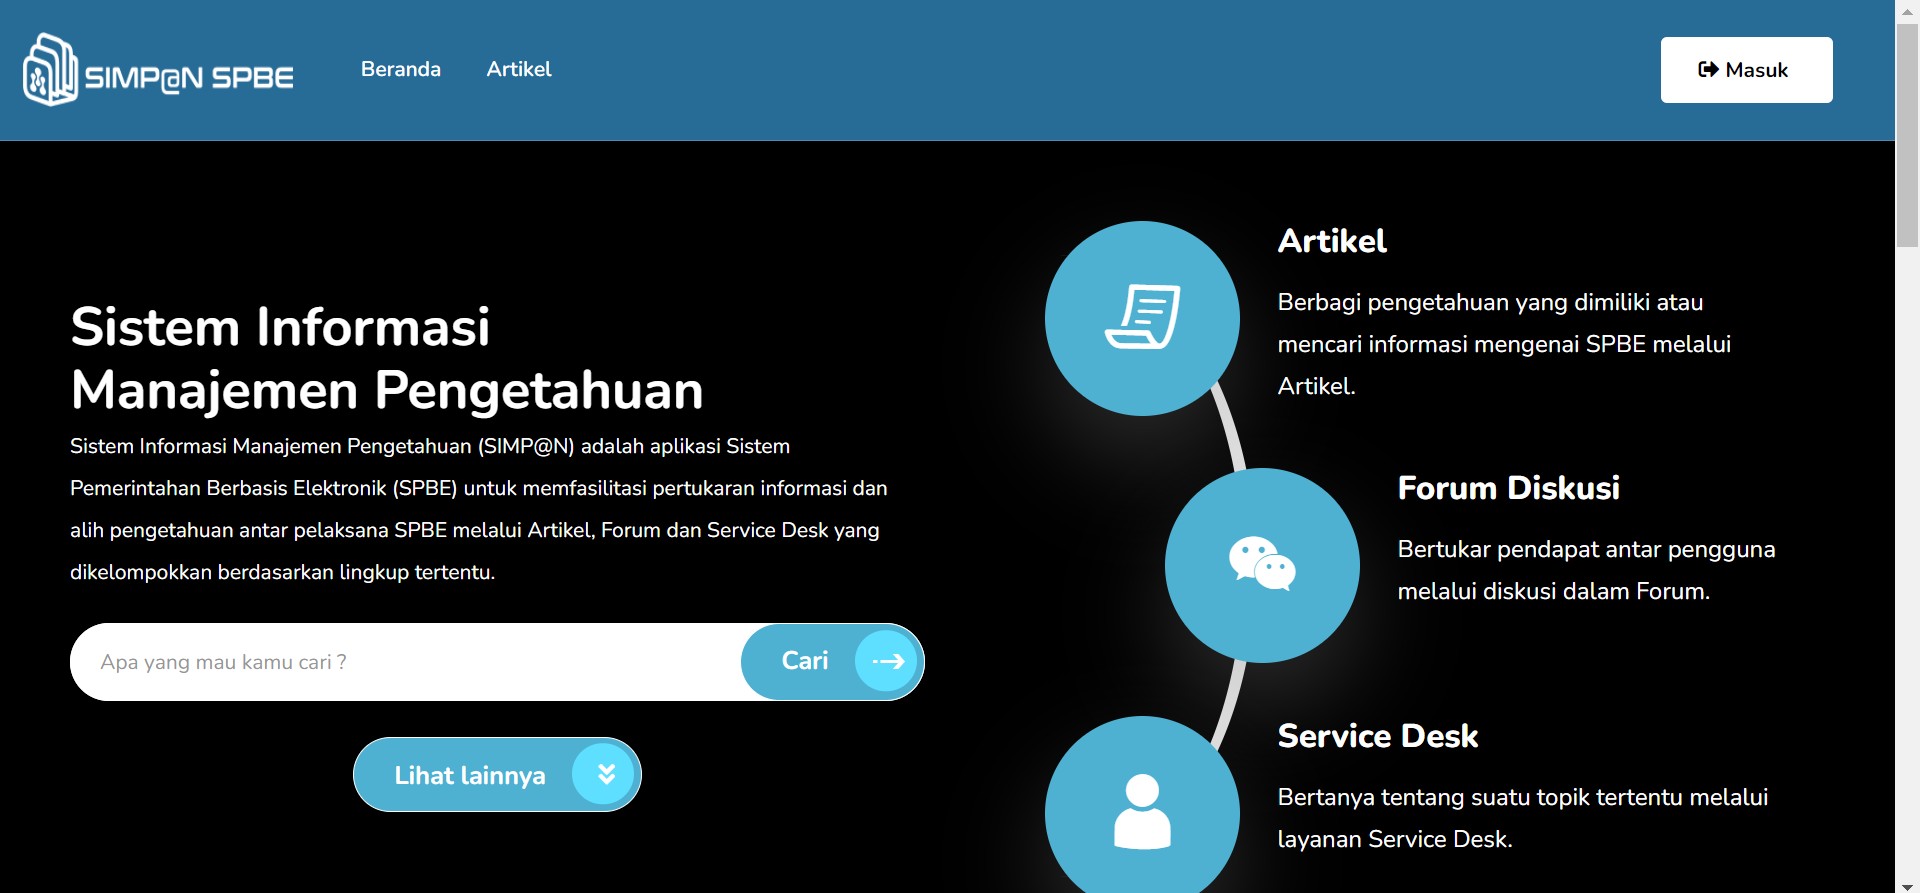 SIMP@N SPBE
Beranda
Artikel
Masuk
Sistem Informasi
Manajemen Pengetahuan
Sistem Informasi Manajemen Pengetahuan (SIMP@N) adalah aplikasi Sistem
Pemerintahan Berbasis Elektronik (SPBE) untuk memfasilitasi pertukaran informasi dan
alih pengetahuan antar pelaksana SPBE melalui Artikel, Forum dan Service Desk yang
dikelompokkan berdasarkan lingkup tertentu.
Apa yang mau kamu cari ?
Cari
Lihat lainnya
Artikel
Berbagi pengetahuan yang dimiliki atau
mencari informasi mengenai SPBE melalui
Artikel.
Forum Diskusi
Bertukar pendapat antar pengguna
melalui diskusi dalam Forum.
Service Desk
Bertanya tentang suatu topik tertentu melalui
layanan Service Desk.